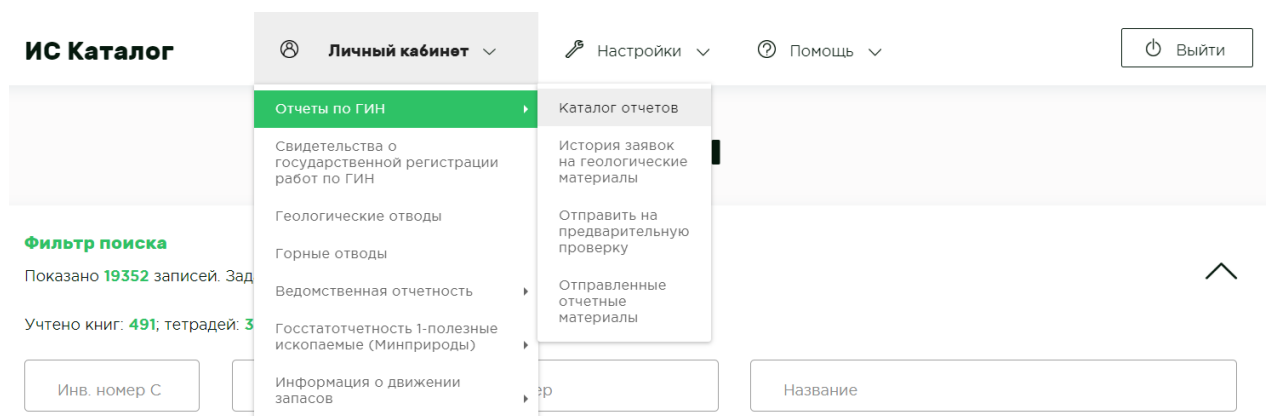 ИС Каталог
Личный кабинет
Настройки
Помощь
Выйти
Отчеты по ГИН
Свидетельства о
государственной регистрации
работ по ГИН
Геологические отводы
Горные отводы
Ведомственная отчетность
Госстатотчетность 1-полезные
ископаемые (Минприроды)
Информация о движении
запасов
Каталог отчетов
История заявок
на геологические
материалы
Отправить на
предварительную
проверку
Отправленные
отчетные
материалы
Фильтр поиска
Показано 19352 записей. Зад
Учтено книг: 491; тетрадей: 3
Инв. номер С
ер
Название